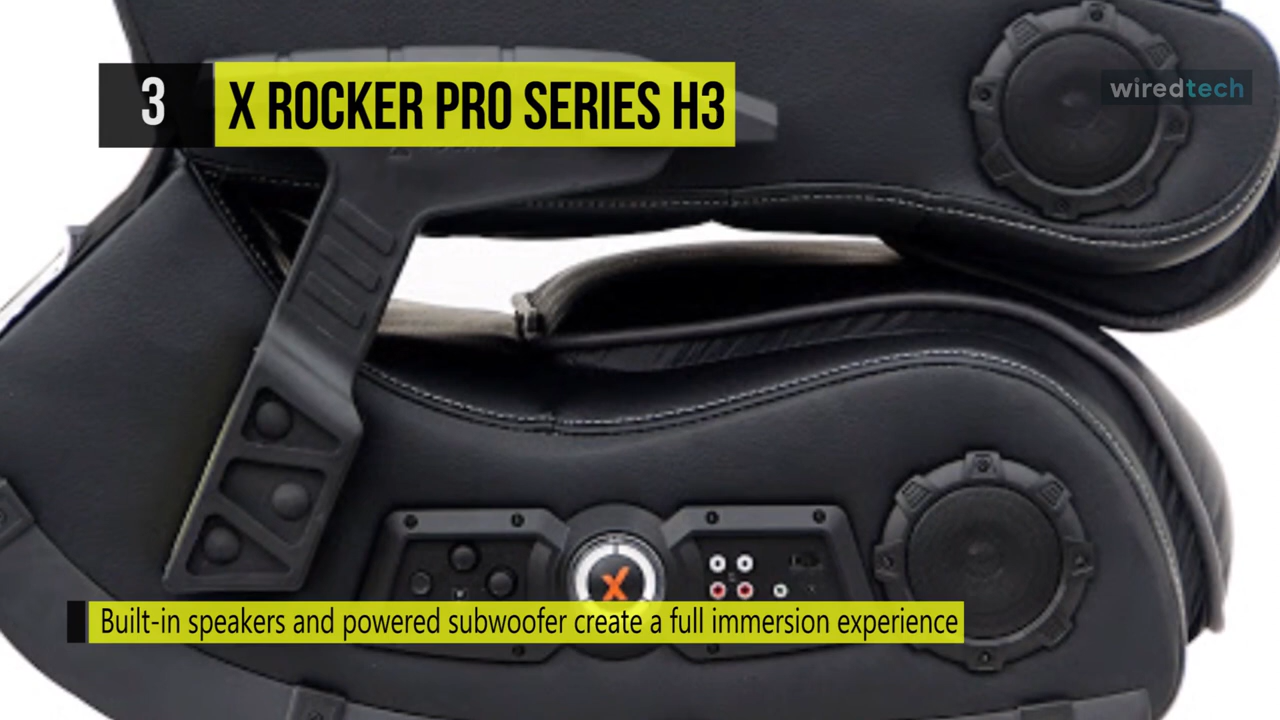 3
X ROCKER PRO SERIES H3
wiredtech
X
Built-in speakers and powered subwoofer create a full immersion experience